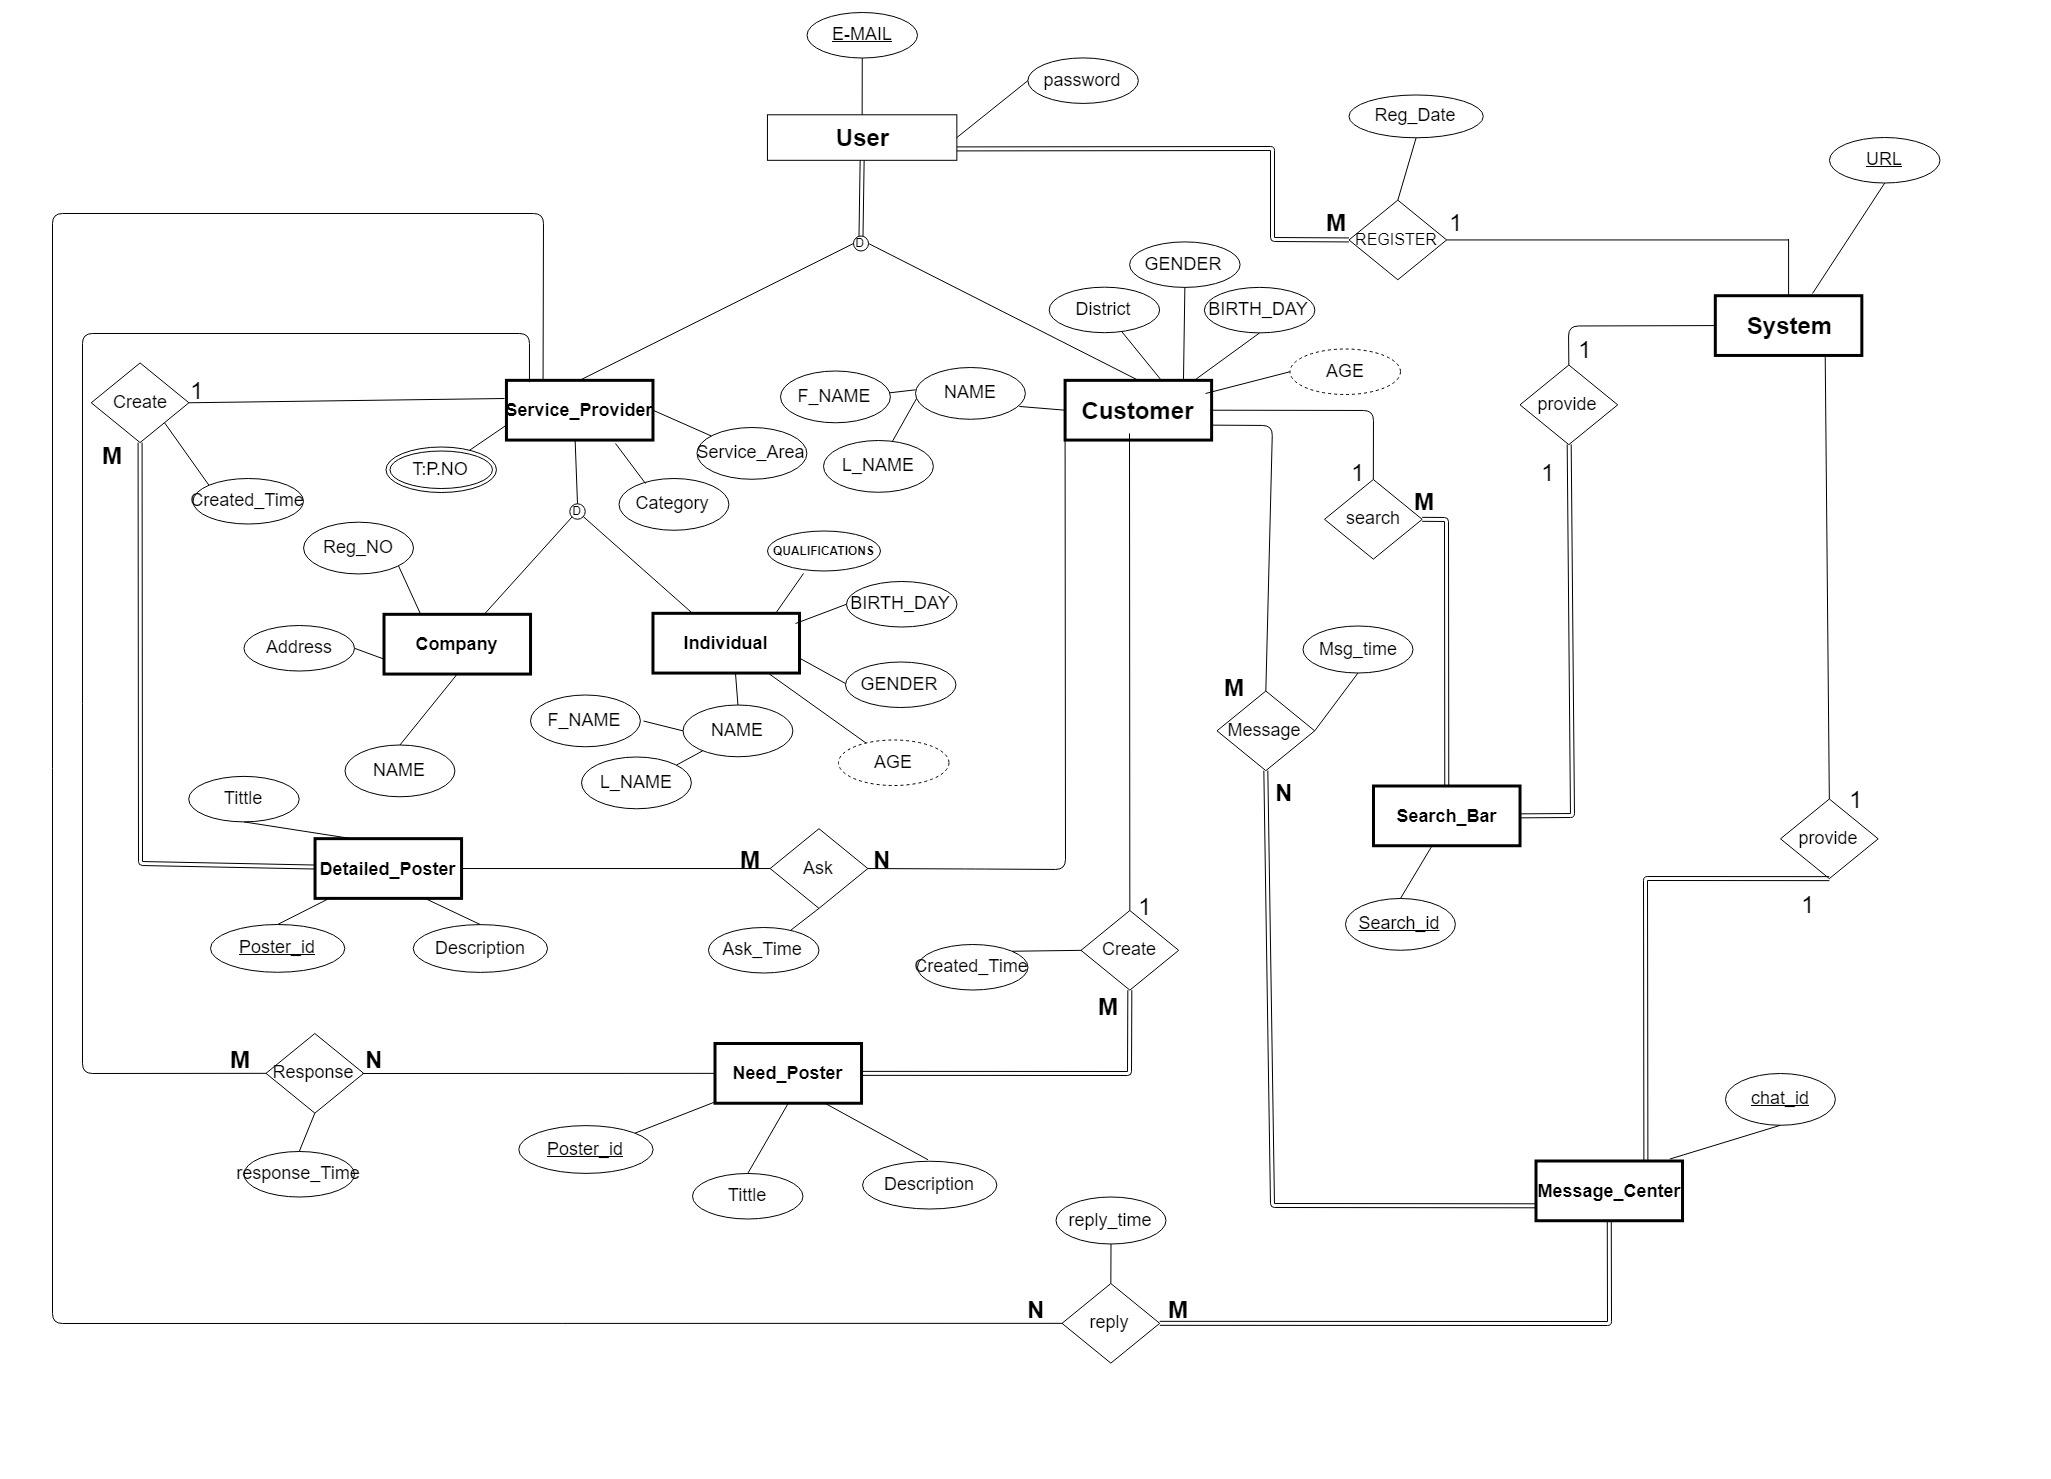 E-MAIL
password
User
Reg_Date
URL
M
REGISTER
1
D
GENDER
District
BIRTH_DAY
System
AGE
1
Create
1
M
Service_Provider
F_NAME
NAME
Customer
provide
T:P.NO
Service_Area
L_NAME
1
1
M
Created_Time
Category
D
search
Reg_NO
QUALIFICATIONS
BIRTH_DAY
Address
Company
Individual
Msg_time
GENDER
M
F_NAME
NAME
Message
NAME
L_NAME
AGE
N
Tittle
1
Search_Bar
provide
Detailed_Poster
M
Ask
N
1
1
Search_id
Poster_id
Description
Ask_Time
Created_Time
Create
M
M
Response
N
Need_Poster
chat_id
Poster_id
response_Time
Tittle
Description
Message_Center
reply_time
N
reply
M